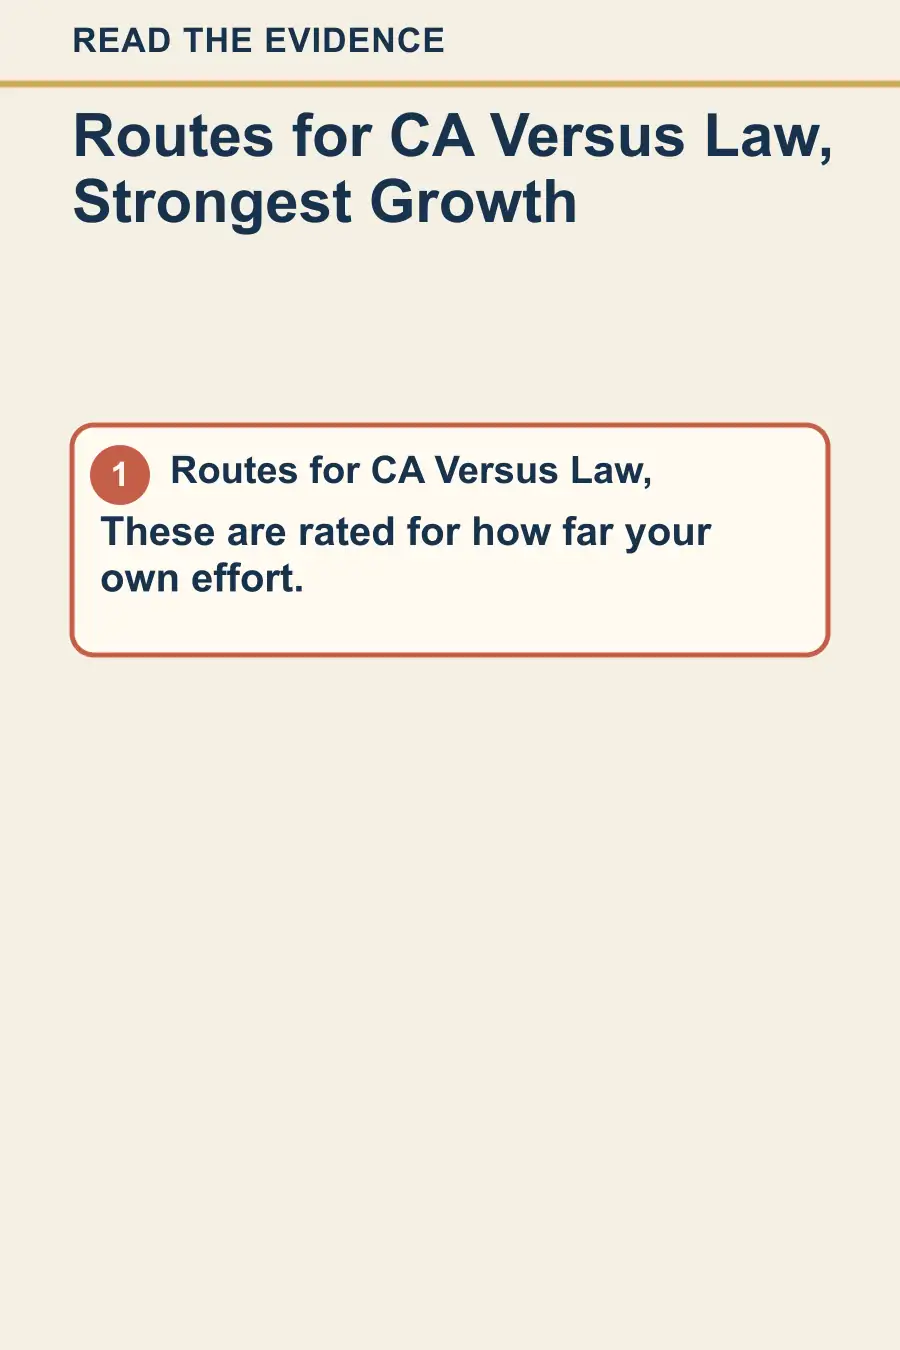 READ THE EVIDENCE
Routes for CA Versus Law,
Strongest Growth
1 Routes for CA Versus Law,
These are rated for how far your
own effort.